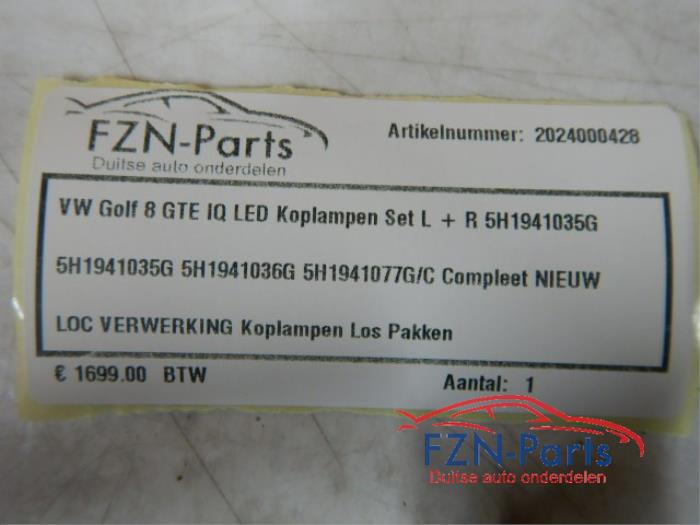 FZN-Parts
Duitse auto onderdelen
Artikelnummer: 2024000428
VW Golf 8 GTE IQ LED Koplampen Set L + R 5H1941035G
5H1941035G 5H1941036G 5H1941077G/C Compleet NIEUW
LOC VERWERKING Koplampen Los Pakken
€ 1699.00 BTW
Aantal: 1
FZN-Parts
Duitse auto onderdelen